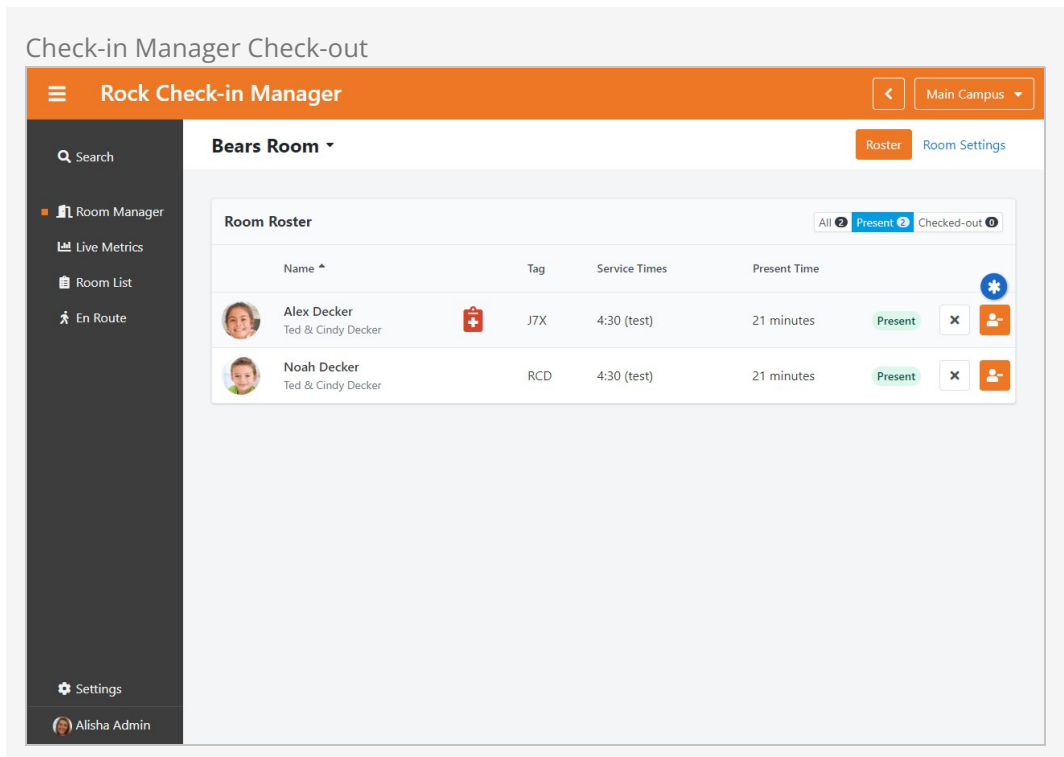 Check-in Manager Check-out
Rock Check-in Manager
Main Campus
Search
Bears Room
Roster
Room Settings
Room Manager
Live Metrics
Room List
En Route
Room Roster
All 2 Present 2 Checked-out 0
Name Tag Service Times Present Time
Alex Decker
Ted & Cindy Decker
J7X 4:30 (test) 21 minutes Present
Noah Decker
Ted & Cindy Decker
RCD 4:30 (test) 21 minutes Present
Settings
Alisha Admin